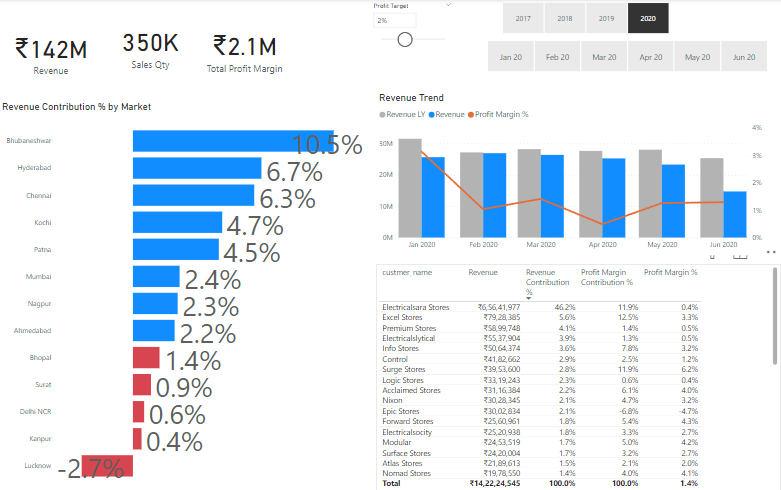 Profit Target
2%
2017 2018 2019 2020
Jan 20 Feb 20 Mar 20 Apr 20 May 20 Jun 20
₹142M 350K ₹2.1M
Revenue Sales Qty Total Profit Margin
Revenue Contribution % by Market
Bhubaneshwar 10.5%
Hyderabad 6.7%
Chennai 6.3%
Kochi 4.7%
Patna 4.5%
Mumbai 2.4%
Nagpur 2.3%
Ahmedabad 2.2%
Bhopal 1.4%
Surat 0.9%
Delhi NCR 0.6%
Kanpur 0.4%
Lucknow -2.7%
Revenue Trend
Revenue LY Revenue Profit Margin %
4%
30M 3%
20M 2%
10M 1%
0M 0%
Jan 2020 Feb 2020 Mar 2020 Apr 2020 May 2020 Jun 2020
custmer_name Revenue Revenue Contribution % Profit Margin Contribution % Profit Margin %
Electricalsara Stores ₹6,56,41,977 46.2% 11.9% 0.4%
Excel Stores ₹79,28,385 5.6% 12.5% 3.3%
Premium Stores ₹58,99,748 4.1% 1.4% 0.5%
Electricalslytical ₹55,37,904 3.9% 1.3% 0.5%
Info Stores ₹50,64,374 3.6% 7.8% 3.2%
Control ₹41,82,662 2.9% 2.5% 1.2%
Surge Stores ₹39,53,600 2.8% 11.9% 6.2%
Logic Stores ₹33,19,243 2.3% 0.6% 0.4%
Acclaimed Stores ₹31,16,384 2.2% 6.1% 4.0%
Nixon ₹30,28,345 2.1% 4.7% 3.2%
Epic Stores ₹30,02,834 2.1% -6.8% -4.7%
Forward Stores ₹25,60,961 1.8% 5.4% 4.3%
Electricalsocity ₹25,20,938 1.8% 3.3% 2.7%
Modular ₹24,53,519 1.7% 5.0% 4.2%
Surface Stores ₹24,20,004 1.7% 3.2% 2.7%
Atlas Stores ₹21,89,613 1.5% 2.1% 2.0%
Nomad Stores ₹19,78,550 1.4% 4.0% 4.1%
Total ₹14,22,24,545 100.0% 100.0% 1.4%